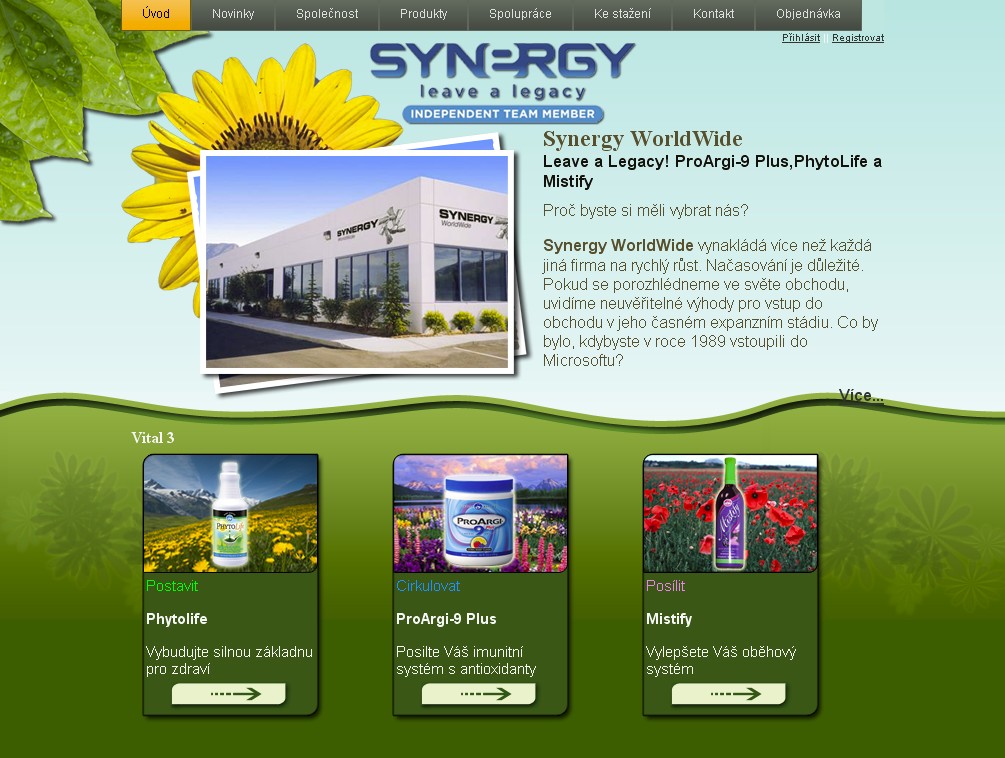 Úvod Novinky Společnost Produkty Spolupráce Ke stažení Kontakt Objednávka
Přihlásit Registrovat
SYNERGY
leave a legacy
INDEPENDENT TEAM MEMBER
Synergy WorldWide
Leave a Legacy! ProArgi-9 Plus,PhytoLife a
Mistify
Proč byste si měli vybrat nás?
Synergy WorldWide vynakládá více než každá
jiná firma na rychlý růst. Načasování je důležité.
Pokud se porozhlédneme ve světe obchodu,
uvidíme neuvěřitelné výhody pro vstup do
obchodu v jeho časném expanzním stádiu. Co by
bylo, kdybyste v roce 1989 vstoupili do
Microsoftu?
Více...
SYNERGY
WorldWide
SYNERGY
WorldWide
Vital 3
PHYTOLIFE
Postavit
Phytolife
Vybudujte silnou základnu
pro zdraví
PROARGI
9
Cirkulovat
ProArgi-9 Plus
Posilte Váš imunitní
systém s antioxidanty
Mistify
Posílit
Mistify
Vylepšete Váš oběhový
systém